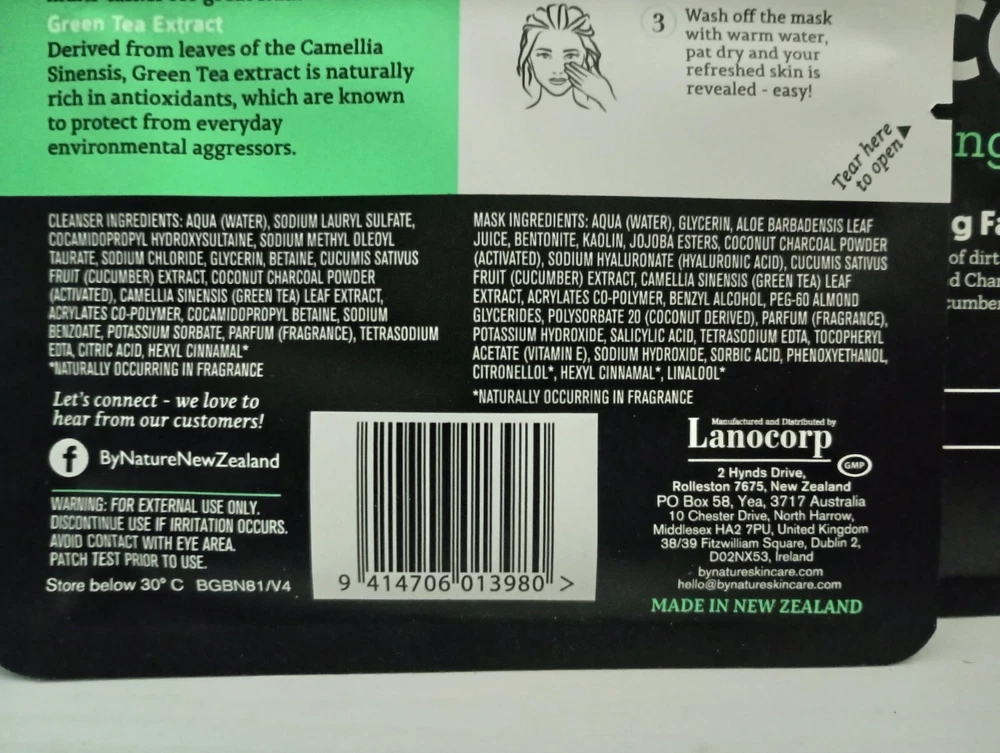 Green Tea Extract
Derived from leaves of the Camellia
Sinensis, Green Tea extract is naturally
rich in antioxidants, which are known
to protect from everyday
environmental aggressors.
3
Wash off the mask
with warm water,
pat dry and your
refreshed skin is
revealed - easy!
Tear here
to open
CLEANSER INGREDIENTS: AQUA (WATER), SODIUM LAURYL SULFATE,
COCAMIDOPROPYL HYDROXYSULTAINE, SODIUM METHYL OLEOYL
TAURATE, SODIUM CHLORIDE, GLYCERIN, BETAINE, CUCUMIS SATIVUS
FRUIT (CUCUMBER) EXTRACT, COCONUT CHARCOAL POWDER
(ACTIVATED), CAMELLIA SINENSIS (GREEN TEA) LEAF EXTRACT,
ACRYLATES CO-POLYMER, COCAMIDOPROPYL BETAINE, SODIUM
BENZOATE, POTASSIUM SORBATE, PARFUM (FRAGRANCE), TETRASODIUM
EDTA, CITRIC ACID, HEXYL CINNAMAL*
*NATURALLY OCCURRING IN FRAGRANCE
MASK INGREDIENTS: AQUA (WATER), GLYCERIN, ALOE BARBADENSIS LEAF
JUICE, BENTONITE, KAOLIN, JOJOBA ESTERS, COCONUT CHARCOAL POWDER
(ACTIVATED), SODIUM HYALURONATE (HYALURONIC ACID), CUCUMIS SATIVUS
FRUIT (CUCUMBER) EXTRACT, CAMELLIA SINENSIS (GREEN TEA) LEAF
EXTRACT, ACRYLATES CO-POLYMER, BENZYL ALCOHOL, PEG-60 ALMOND
GLYCERIDES, POLYSORBATE 20 (COCONUT DERIVED), PARFUM (FRAGRANCE),
POTASSIUM HYDROXIDE, SALICYLIC ACID, TETRASODIUM EDTA, TOCOPHERYL
ACETATE (VITAMIN E), SODIUM HYDROXIDE, SORBIC ACID, PHENOXYETHANOL,
CITRONELLOL*, HEXYL CINNAMAL*, LINALOOL*
*NATURALLY OCCURRING IN FRAGRANCE
Let's connect - we love to
hear from our customers!
f ByNatureNewZealand
WARNING: FOR EXTERNAL USE ONLY.
DISCONTINUE USE IF IRRITATION OCCURS.
AVOID CONTACT WITH EYE AREA.
PATCH TEST PRIOR TO USE.
Store below 30° C BGBN81/V4
9 414706 013980 >
Manufactured and Distributed by
Lanocorp
GMP
2 Hynds Drive,
Rolleston 7675, New Zealand
PO Box 58, Yea, 3717 Australia
10 Chester Drive, North Harrow,
Middlesex HA2 7PU, United Kingdom
38/39 Fitzwilliam Square, Dublin 2,
D02NX53, Ireland
bynatureskincare.com
hello@bynatureskincare.com
MADE IN NEW ZEALAND
of dirt